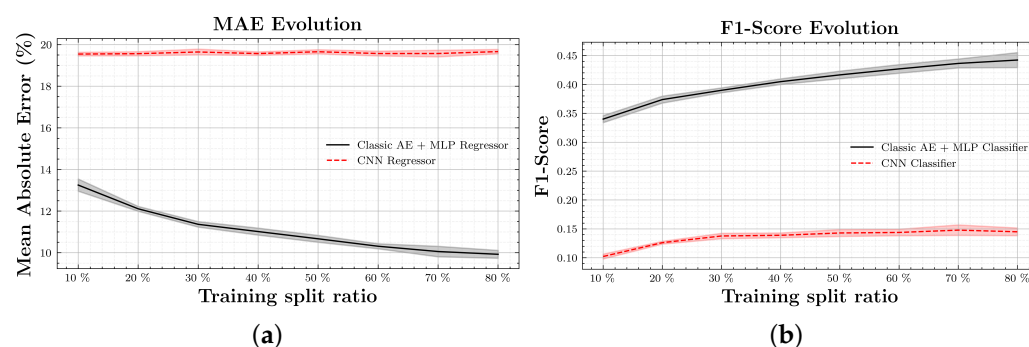 MAE Evolution
Mean Absolute Error (%)
20
18
16
14
12
10
Classic AE + MLP Regressor
CNN Regressor
10 % 20 % 30 % 40 % 50 % 60 % 70 % 80 %
Training split ratio
(a)
F1-Score Evolution
F1-Score
0.45
0.40
0.35
0.30
0.25
0.20
0.15
0.10
Classic AE + MLP Classifier
CNN Classifier
10 % 20 % 30 % 40 % 50 % 60 % 70 % 80 %
Training split ratio
(b)